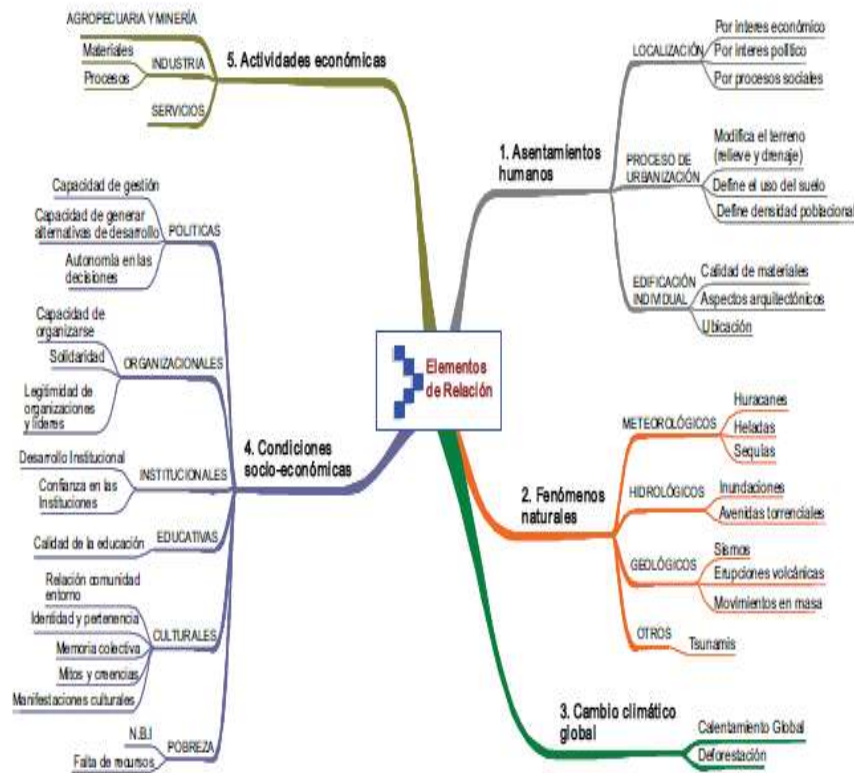 Elementos
de Relación
1. Asentamientos
humanos
LOCALIZACIÓN
Por interes económico
Por interes político
Por procesos sociales
PROCESO DE
URBANIZACIÓN
Modifica el terreno
(relieve y drenaje)
Define el uso del suelo
Define densidad poblacional
EDIFICACIÓN
INDIVIDUAL
Calidad de materiales
Aspectos arquitectónicos
Ubicación
2. Fenómenos
naturales
METEOROLÓGICOS
Huracanes
Heladas
Sequías
HIDROLÓGICOS
Inundaciones
Avenidas torrenciales
GEOLÓGICOS
Sismos
Erupciones volcánicas
Movimientos en masa
OTROS
Tsunamis
3. Cambio climático
global
Calentamiento Global
Deforestación
4. Condiciones
socio-económicas
POLÍTICAS
Capacidad de gestión
Capacidad de generar
alternativas de desarrollo
Autonomía en las
decisiones
ORGANIZACIONALES
Capacidad de
organizarse
Solidaridad
Legitimidad de
organizaciones
y líderes
INSTITUCIONALES
Desarrollo Institucional
Confianza en las
Instituciones
EDUCATIVAS
Calidad de la educación
CULTURALES
Relación comunidad
entorno
Identidad y pertenencia
Memoria colectiva
Mitos y creencias
Manifestaciones culturales
POBREZA
N.B.I
Falta de recursos
5. Actividades económicas
AGROPECUARIA Y MINERÍA
INDUSTRIA
Materiales
Procesos
SERVICIOS